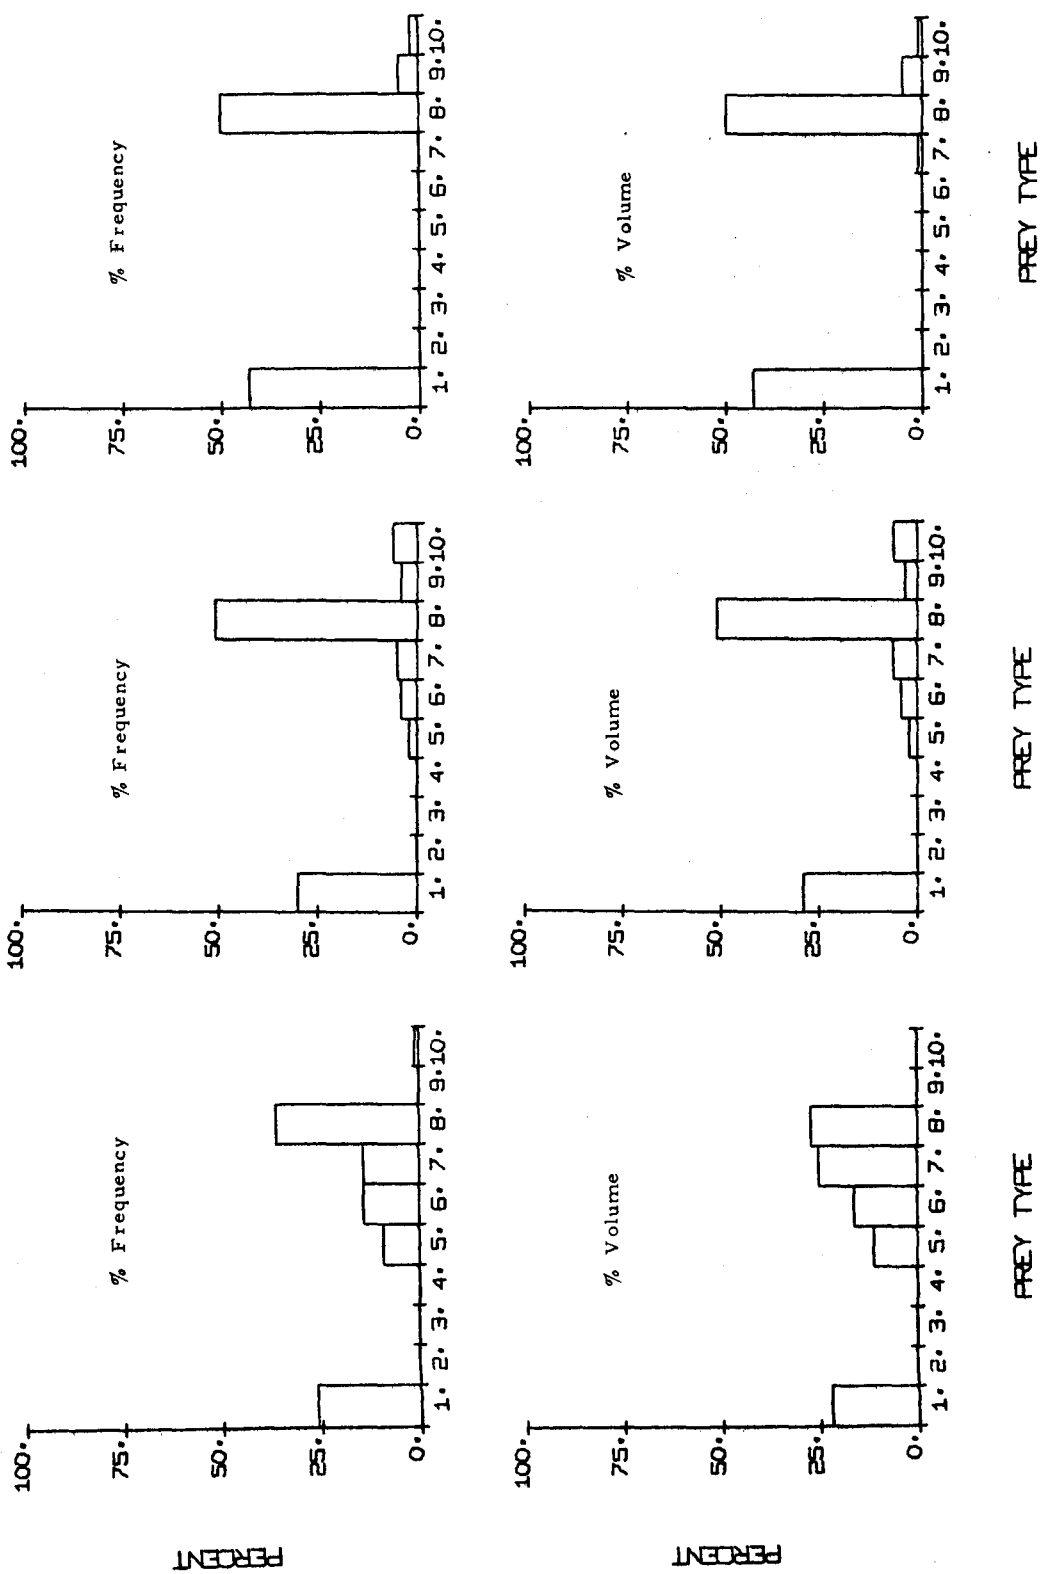 PERCENT
100.
75.
50.
25.
0.
% Frequency
1. 2. 3. 4. 5. 6. 7. 8. 9. 10.
100.
75.
50.
25.
0.
% Frequency
1. 2. 3. 4. 5. 6. 7. 8. 9. 10.
100.
75.
50.
25.
0.
% Frequency
1. 2. 3. 4. 5. 6. 7. 8. 9. 10.
PERCENT
100.
75.
50.
25.
0.
% Volume
1. 2. 3. 4. 5. 6. 7. 8. 9. 10.
PREY TYPE
100.
75.
50.
25.
0.
% Volume
1. 2. 3. 4. 5. 6. 7. 8. 9. 10.
PREY TYPE
100.
75.
50.
25.
0.
% Volume
1. 2. 3. 4. 5. 6. 7. 8. 9. 10.
PREY TYPE